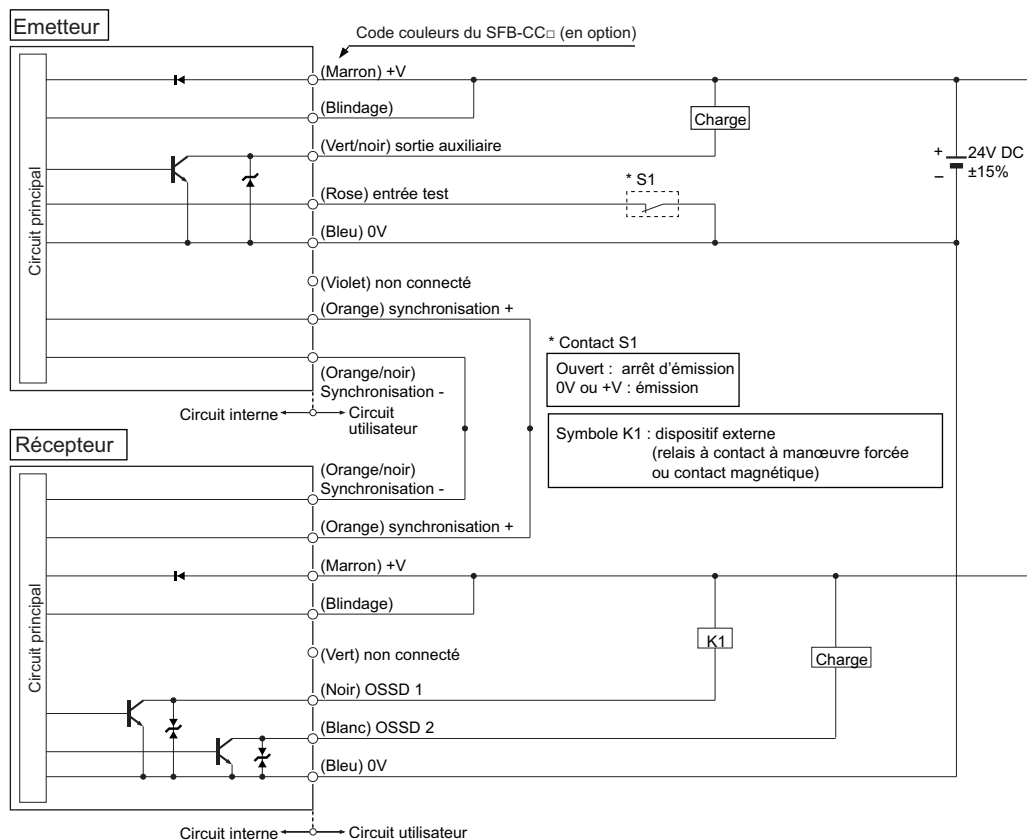 Emetteur
Code couleurs du SFB-CC□ (en option)
Circuit principal
(Marron) +V
(Blindage)
Charge
(Vert/noir) sortie auxiliaire
+
−
24V DC
±15%
* S1
(Rose) entrée test
(Bleu) 0V
(Violet) non connecté
(Orange) synchronisation +
* Contact S1
Ouvert : arrêt d'émission
0V ou +V : émission
(Orange/noir)
Synchronisation -
Circuit interne
Circuit
utilisateur
Symbole K1 : dispositif externe
(relais à contact à manœuvre forcée
ou contact magnétique)
Récepteur
Circuit principal
(Orange/noir)
Synchronisation -
(Orange) synchronisation +
(Marron) +V
(Blindage)
K1
(Vert) non connecté
Charge
(Noir) OSSD 1
(Blanc) OSSD 2
(Bleu) 0V
Circuit interne
Circuit utilisateur